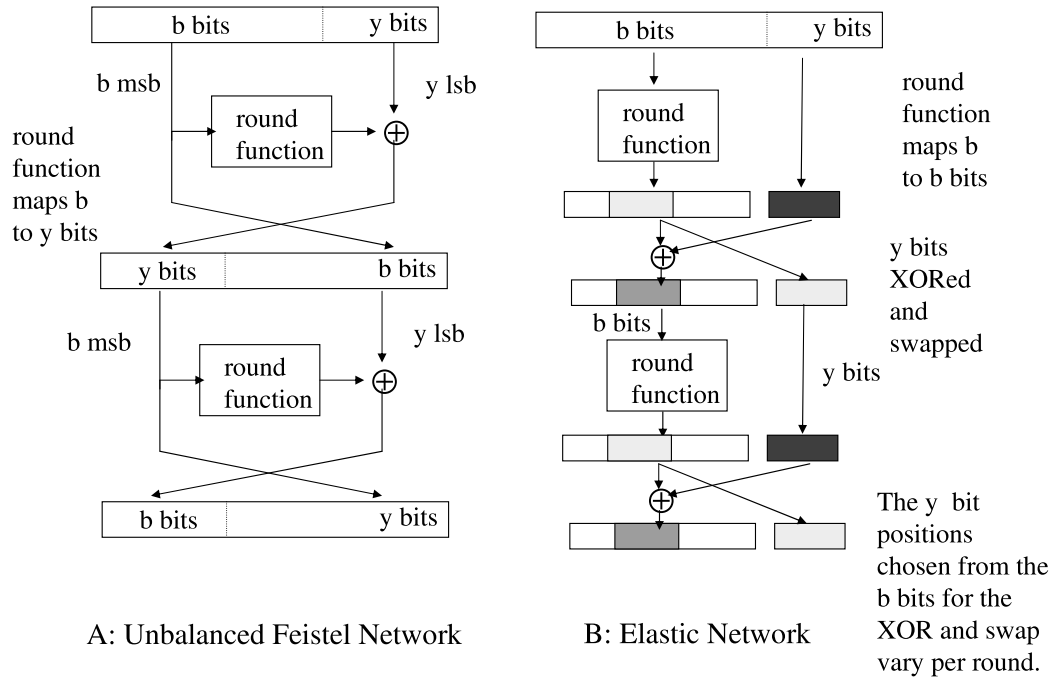 b bits
y bits
b msb
y lsb
round
function
round
function
maps b
to y bits
y bits
b bits
b msb
y lsb
round
function
b bits
y bits
A: Unbalanced Feistel Network
b bits
y bits
round
function
round
function
maps b
to b bits
y bits
XORed
and
swapped
b bits
round
function
y bits
The y bit
positions
chosen from the
b bits for the
XOR and swap
vary per round.
B: Elastic Network